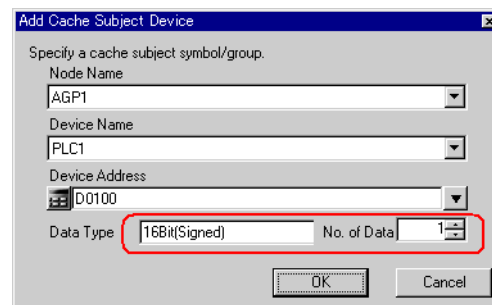 Add Cache Subject Device
Specify a cache subject symbol/group.
Node Name
AGP1
Device Name
PLC1
Device Address
D0100
Data Type 16Bit(Signed) No. of Data 1
OK Cancel